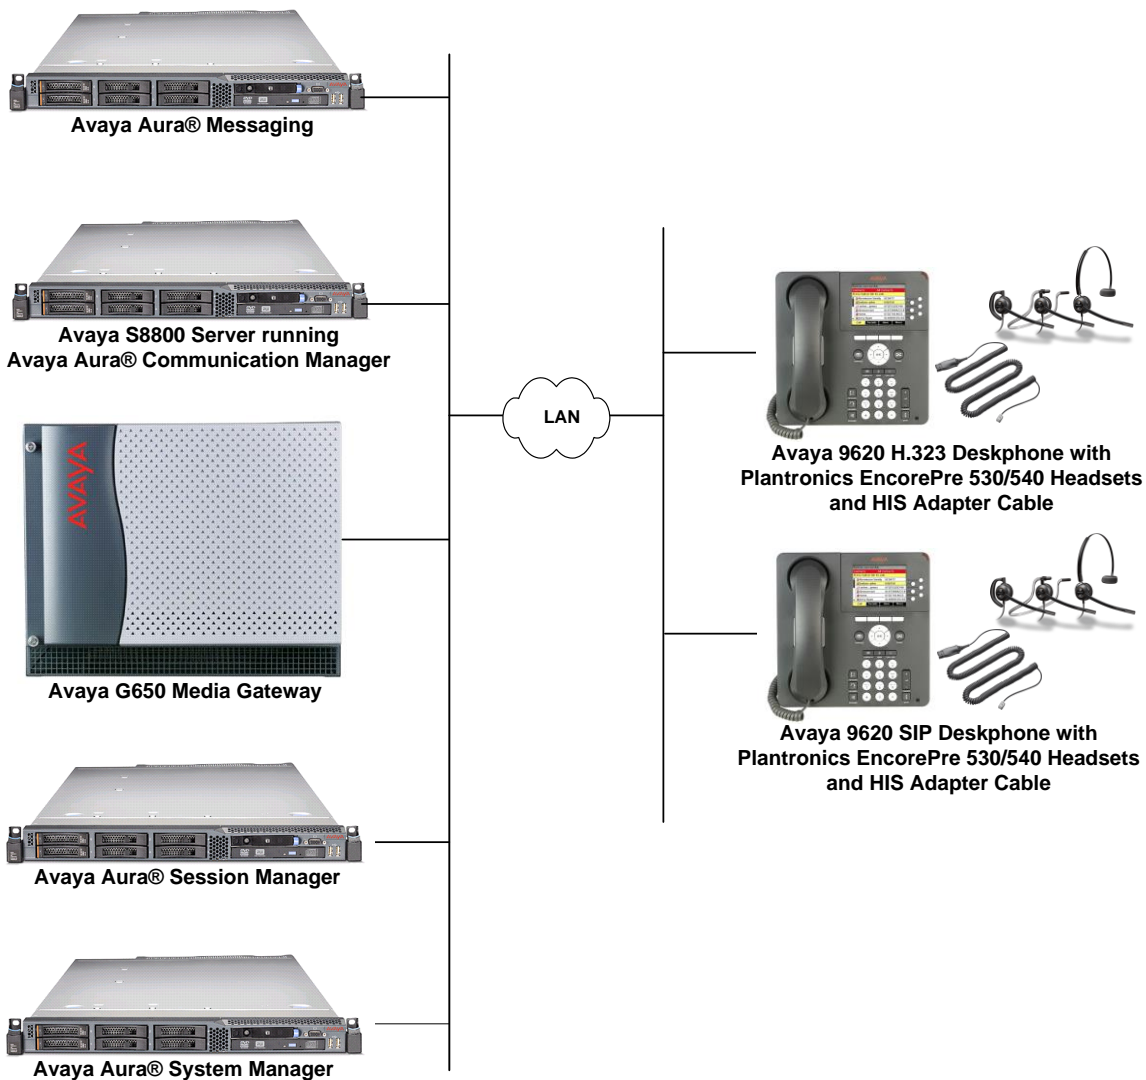 Avaya Aura® Messaging
Avaya S8800 Server running
Avaya Aura® Communication Manager
AVAYA
Avaya G650 Media Gateway
Avaya Aura® Session Manager
Avaya Aura® System Manager
LAN
Avaya 9620 H.323 Deskphone with
Plantronics EncorePre 530/540 Headsets
and HIS Adapter Cable
Avaya 9620 SIP Deskphone with
Plantronics EncorePre 530/540 Headsets
and HIS Adapter Cable